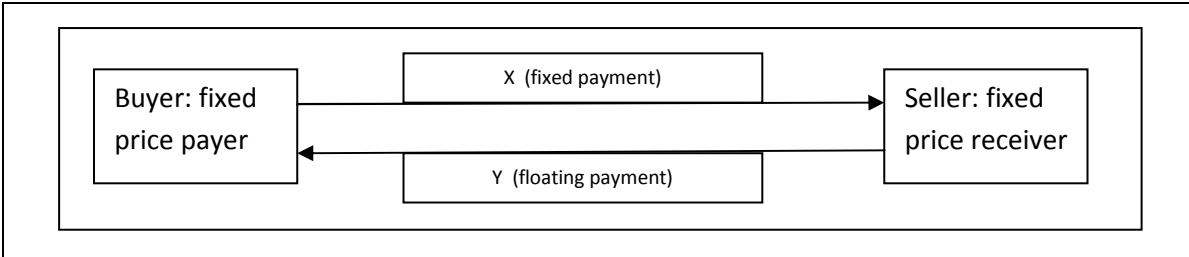 X (fixed payment)
Buyer: fixed
price payer
Seller: fixed
price receiver
Y (floating payment)